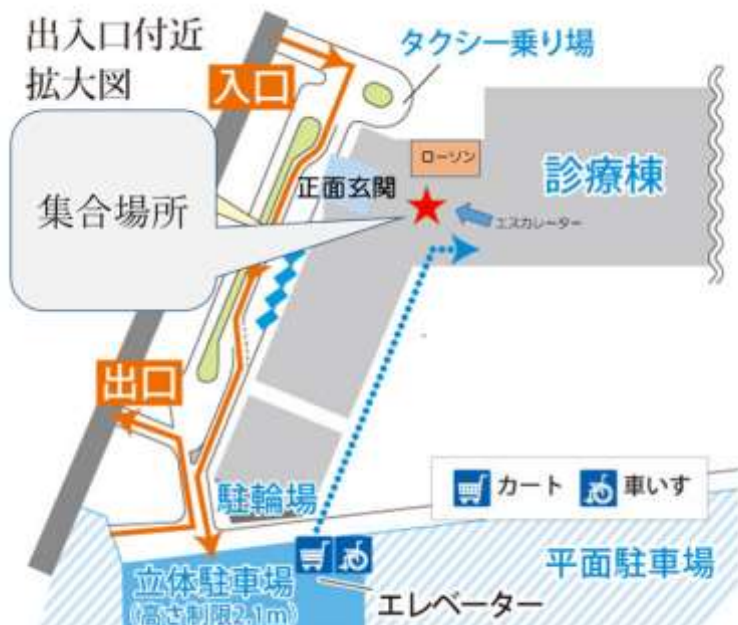 出入口付近
拡大図
入口
タクシー乗り場
ローソン
正面玄関
診療棟
集合場所
エスカレーター
出口
カート
車いす
駐輪場
平面駐車場
立体駐車場
(高さ制限2.1m)
エレベーター